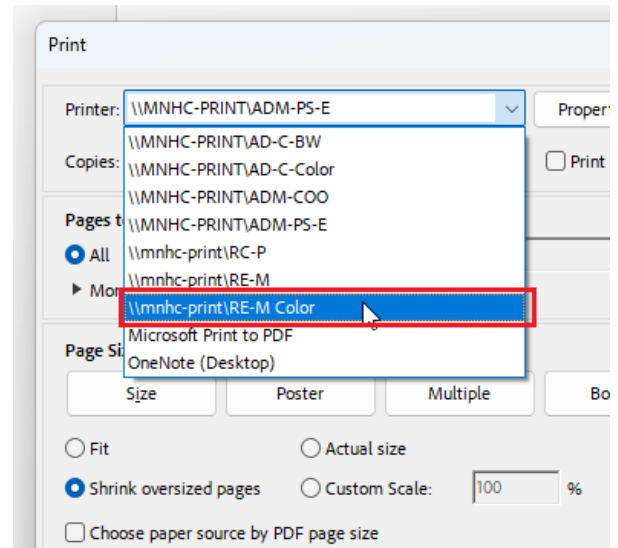 Print
Printer: \\MNHC-PRINT\ADM-PS-E
\\MNHC-PRINT\AD-C-BW
\\MNHC-PRINT\AD-C-Color
\\MNHC-PRINT\ADM-COO
\\MNHC-PRINT\ADM-PS-E
\\mnhc-print\RC-P
\\mnhc-print\RE-M
\\mnhc-print\RE-M Color
Microsoft Print to PDF
OneNote (Desktop)
Copies: Print
Pages
All
Size Poster Multiple
Fit Actual size
Shrink oversized pages Custom Scale: 100 %
Choose paper source by PDF page size